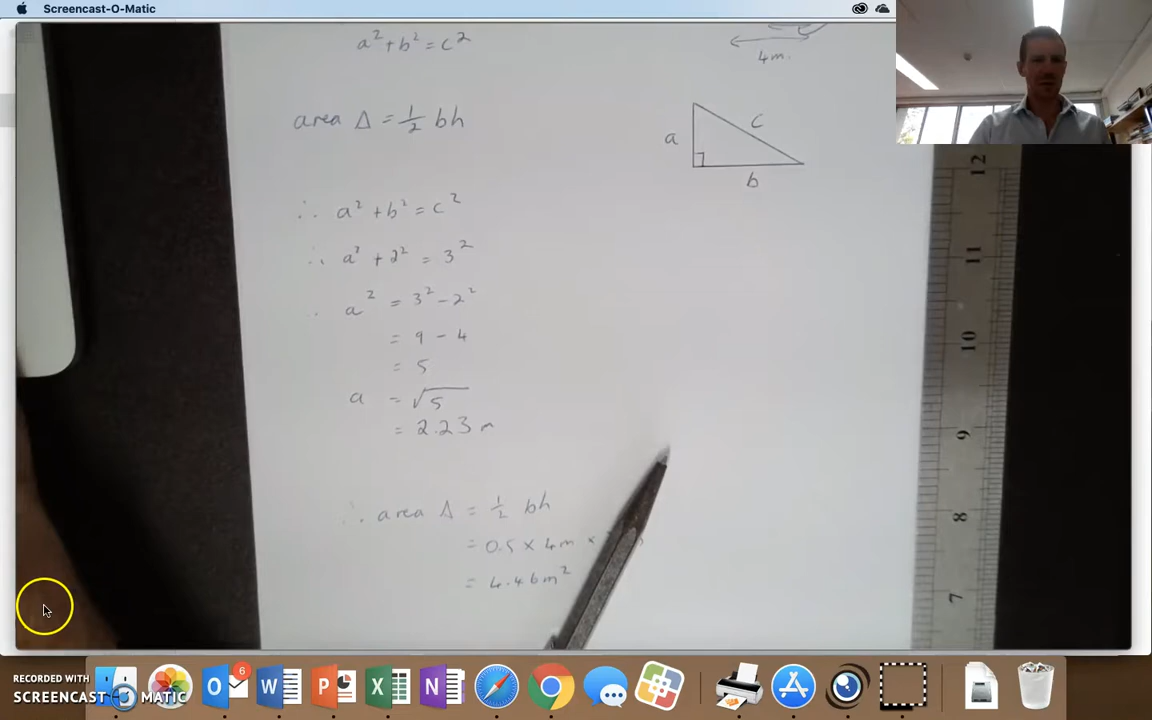 Screencast-O-Matic
a² + b² = c²
4m.
area Δ = 1/2 bh
a
c
b
∴ a² + b² = c²
∴ a² + 2² = 3²
∴ a² = 3² - 2²
= 9 - 4
= 5
a = √5
= 2.23 m
∴ area Δ = 1/2 bh
= 0.5 × 4m ×
= 4.46m²
12
11
10
9
8
7
6
RECORDED WITH
SCREENCAST-O-MATIC